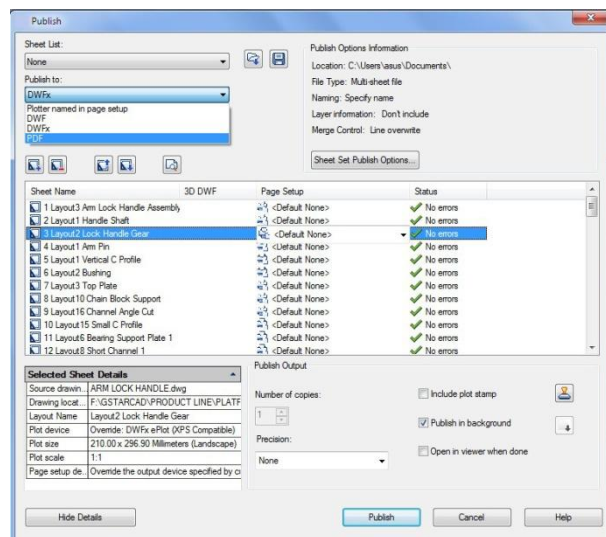 Publish
Sheet List:
None
Publish to:
DWFx
Plotter named in page setup
DWF
DWFx
PDF
Publish Options Information
Location: C:\Users\asus\Documents\
File Type: Multi-sheet file
Naming: Specify name
Layer information: Don't include
Merge Control: Line overwrite
Sheet Set Publish Options...
Sheet Name 3D DWF Page Setup Status
1 Layout3 Arm Lock Handle Assembly <Default None> No errors
2 Layout1 Handle Shaft <Default None> No errors
3 Layout2 Lock Handle Gear <Default None> No errors
4 Layout1 Arm Pin <Default None> No errors
5 Layout1 Vertical C Profile <Default None> No errors
6 Layout2 Bushing <Default None> No errors
7 Layout3 Top Plate <Default None> No errors
8 Layout10 Chain Block Support <Default None> No errors
9 Layout16 Channel Angle Cut <Default None> No errors
10 Layout15 Small C Profile <Default None> No errors
11 Layout6 Bearing Support Plate 1 <Default None> No errors
12 Layout8 Short Channel 1 <Default None> No errors
Selected Sheet Details
Source drawin... ARM LOCK HANDLE.dwg
Drawing locat... F:\GSTARCAD\PRODUCT LINE\PLATF
Layout Name Layout2 Lock Handle Gear
Plot device Override: DWFx ePlot (XPS Compatible)
Plot size 210.00 x 296.90 Millimeters (Landscape)
Plot scale 1:1
Page setup de... Override the output device specified by c
Publish Output
Number of copies:
1
Precision:
None
Include plot stamp
Publish in background
Open in viewer when done
Hide Details
Publish
Cancel
Help